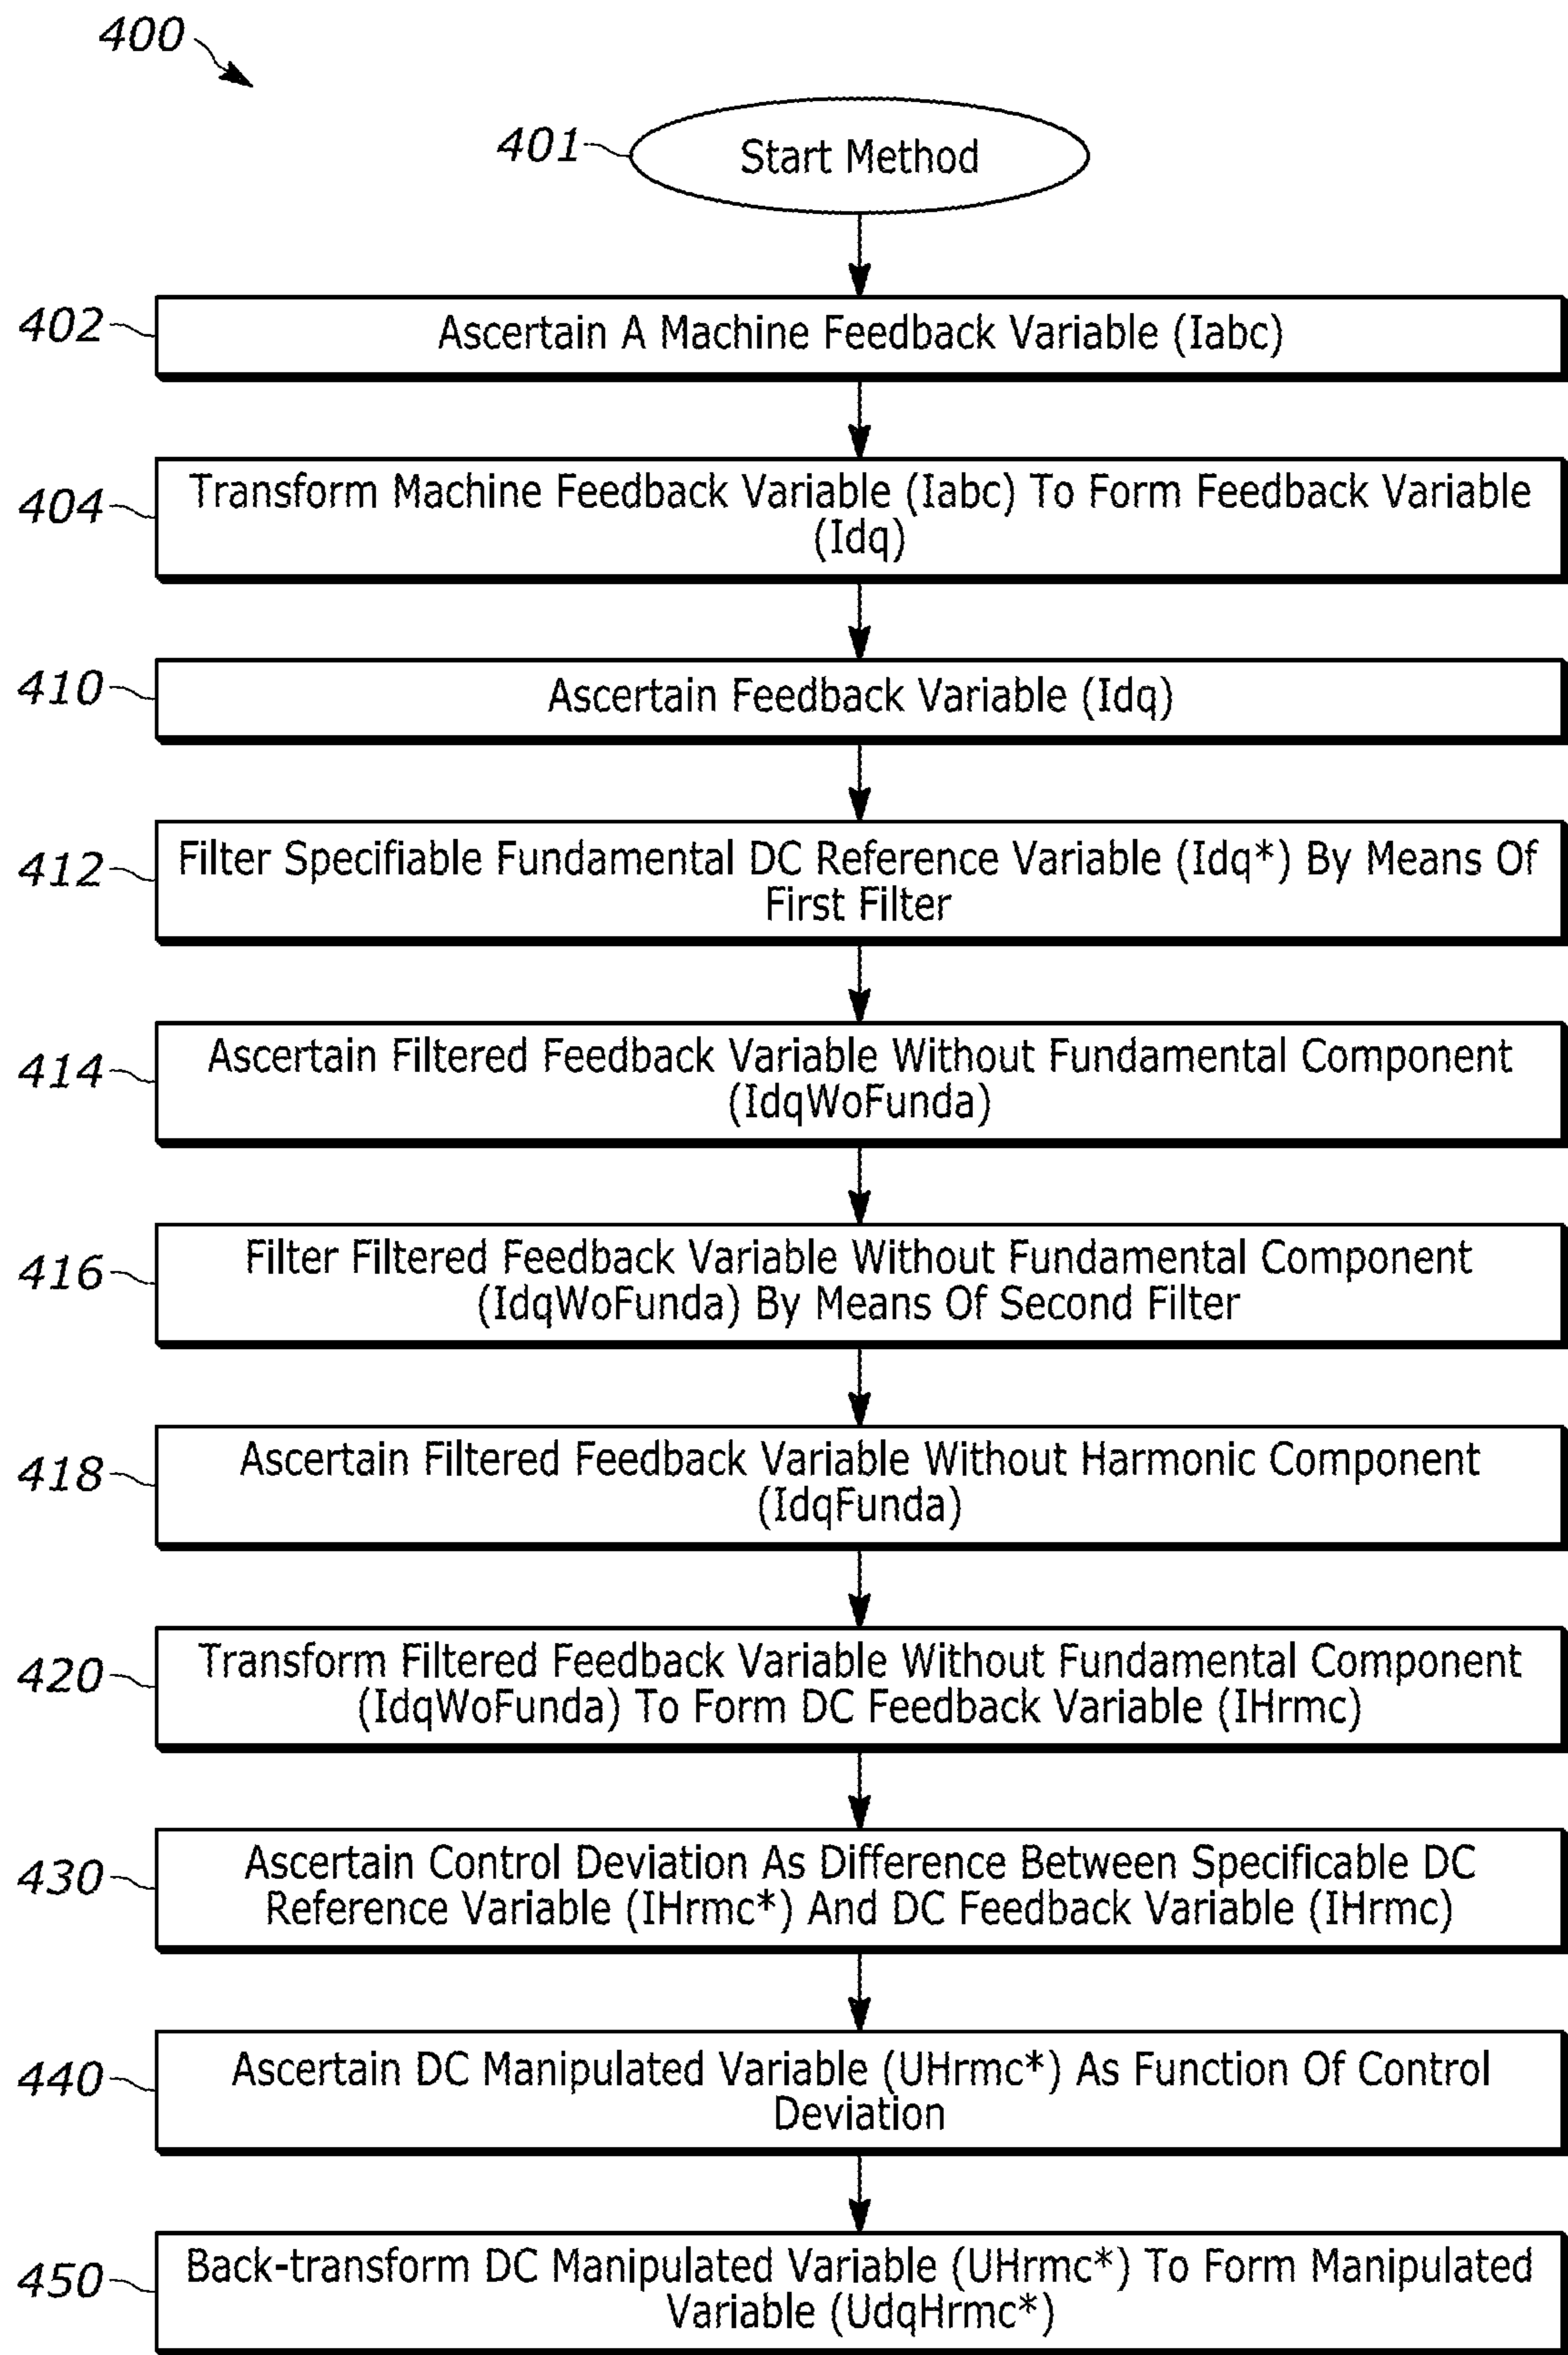 400
401
Start Method
402
Ascertain A Machine Feedback Variable (Iabc)
404
Transform Machine Feedback Variable (Iabc) To Form Feedback Variable
(Idq)
410
Ascertain Feedback Variable (Idq)
412
Filter Specifiable Fundamental DC Reference Variable (Idq*) By Means Of
First Filter
414
Ascertain Filtered Feedback Variable Without Fundamental Component
(IdqWoFunda)
416
Filter Filtered Feedback Variable Without Fundamental Component
(IdqWoFunda) By Means Of Second Filter
418
Ascertain Filtered Feedback Variable Without Harmonic Component
(IdqFunda)
420
Transform Filtered Feedback Variable Without Fundamental Component
(IdqWoFunda) To Form DC Feedback Variable (IHrmc)
430
Ascertain Control Deviation As Difference Between Specificable DC
Reference Variable (IHrmc*) And DC Feedback Variable (IHrmc)
440
Ascertain DC Manipulated Variable (UHrmc*) As Function Of Control
Deviation
450
Back-transform DC Manipulated Variable (UHrmc*) To Form Manipulated
Variable (UdqHrmc*)